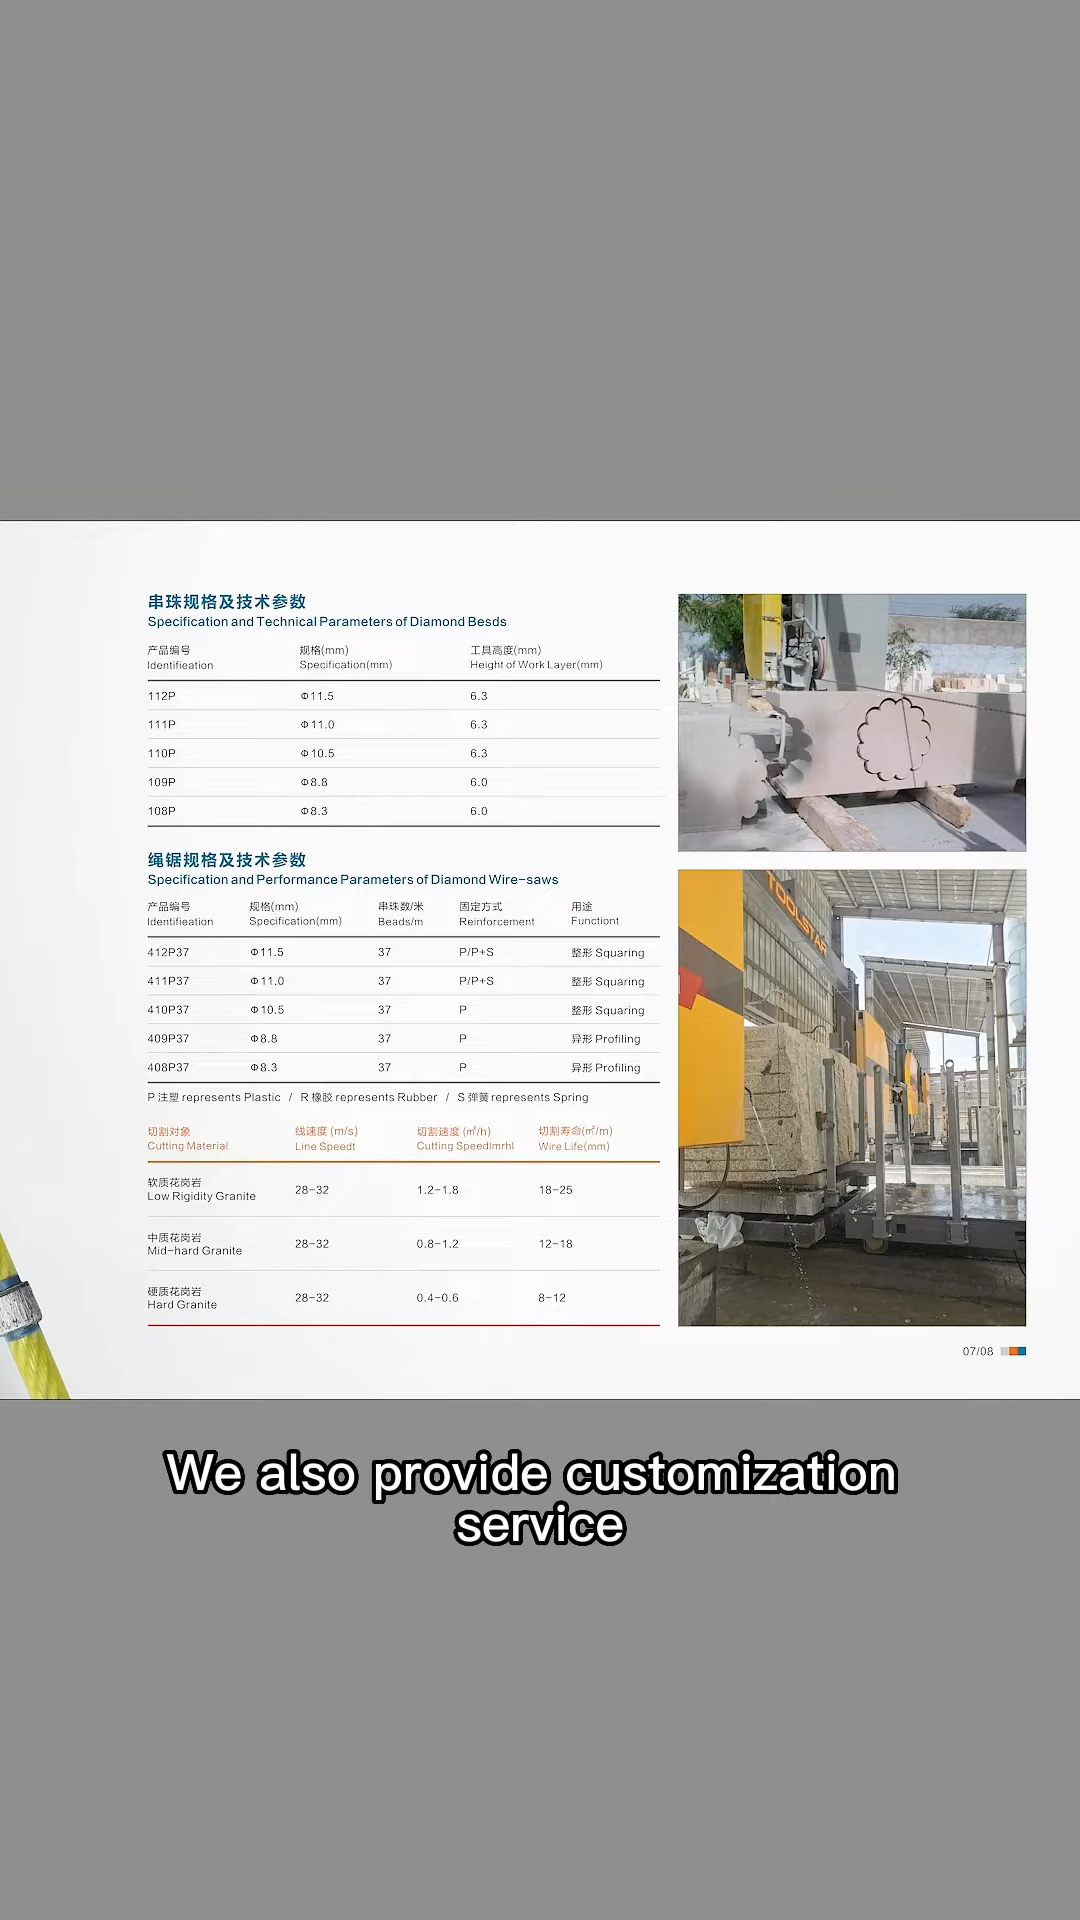 串珠规格及技术参数
Specification and Technical Parameters of Diamond Besds
产品编号 规格(mm) 工具高度(mm)
Identifieation Specification(mm) Height of Work Layer(mm)
112P Φ11.5 6.3
111P Φ11.0 6.3
110P Φ10.5 6.3
109P Φ8.8 6.0
108P Φ8.3 6.0
绳锯规格及技术参数
Specification and Performance Parameters of Diamond Wire-saws
产品编号 规格(mm) 串珠数/米 固定方式 用途
Identifieation Specification(mm) Beads/m Reinforcement Functiont
412P37 Φ11.5 37 P/P+S 整形 Squaring
411P37 Φ11.0 37 P/P+S 整形 Squaring
410P37 Φ10.5 37 P 整形 Squaring
409P37 Φ8.8 37 P 异形 Profiling
408P37 Φ8.3 37 P 异形 Profiling
P 注塑 represents Plastic / R 橡胶 represents Rubber / S 弹簧 represents Spring
切割对象 线速度 (m/s) 切割速度 (㎡/h) 切割寿命(㎡/m)
Cutting Material Line Speedt Cutting Speedlmrhl Wire Life(mm)
软质花岗岩
Low Rigidity Granite 28-32 1.2-1.8 18-25
中质花岗岩
Mid-hard Granite 28-32 0.8-1.2 12-18
硬质花岗岩
Hard Granite 28-32 0.4-0.6 8-12
TOOLSTAR
07/08
We also provide customization
service